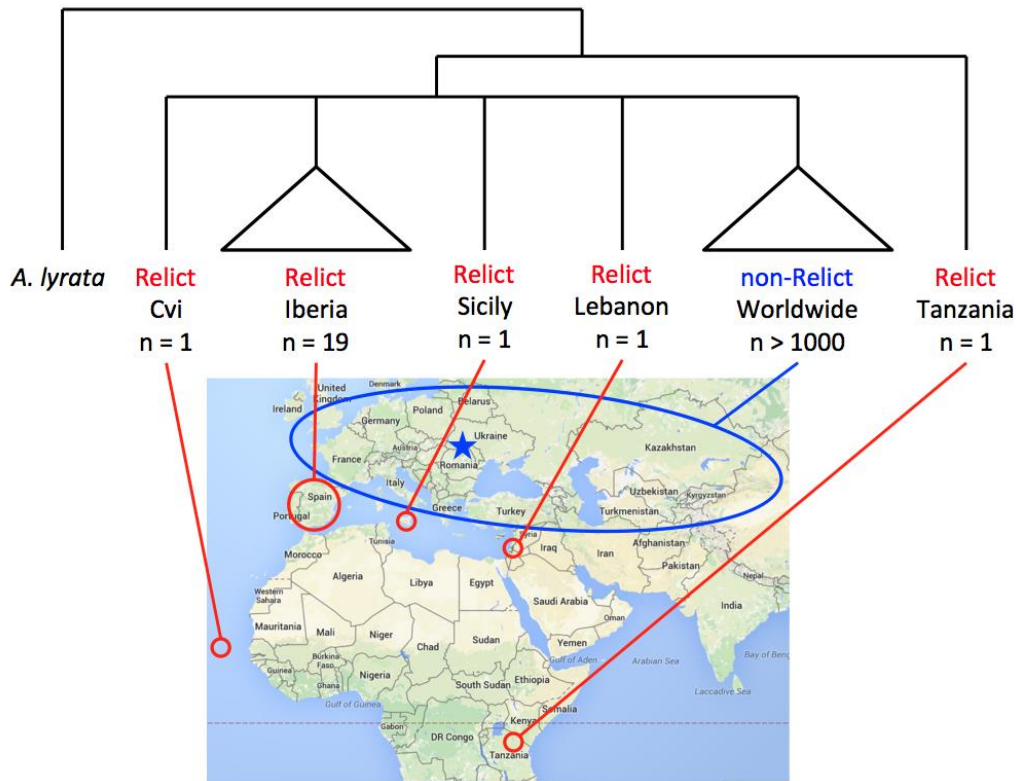 A. lyrata
Relict
Cvi
n = 1
Relict
Iberia
n = 19
Relict
Sicily
n = 1
Relict
Lebanon
n = 1
non-Relict
Worldwide
n > 1000
Relict
Tanzania
n = 1
United
Kingdom
Denmark
Ireland
Poland
Belarus
Germany
Ukraine
Austria
France
Romania
Italy
Kazakhstan
Spain
Portugal
Greece
Turkey
Uzbekistan
Kyrgyzstan
Turkmenistan
Tunisia
Syria
Morocco
Iraq
Iran
Afghanistan
Pakistan
Algeria
Libya
Egypt
Nepal
Western
Sahara
Saudi Arabia
India
Oman
Mauritania
Mali
Niger
Chad
Sudan
Yemen
Burkina
Faso
Gulf of Aden
Arabian Sea
Guinea
Ghana
Nigeria
South Sudan
Ethiopia
Laccadive Sea
Gulf of Guinea
Somalia
Gabon
Kenya
DR Congo
Tanzania